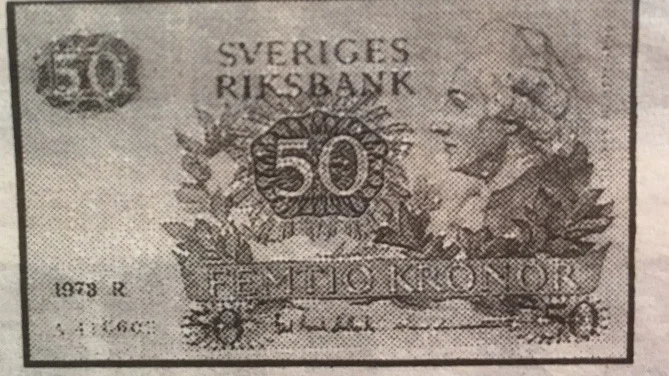 50
SVERIGES
RIKSBANK
50
FEMTIO KRONOR
1973 R
50